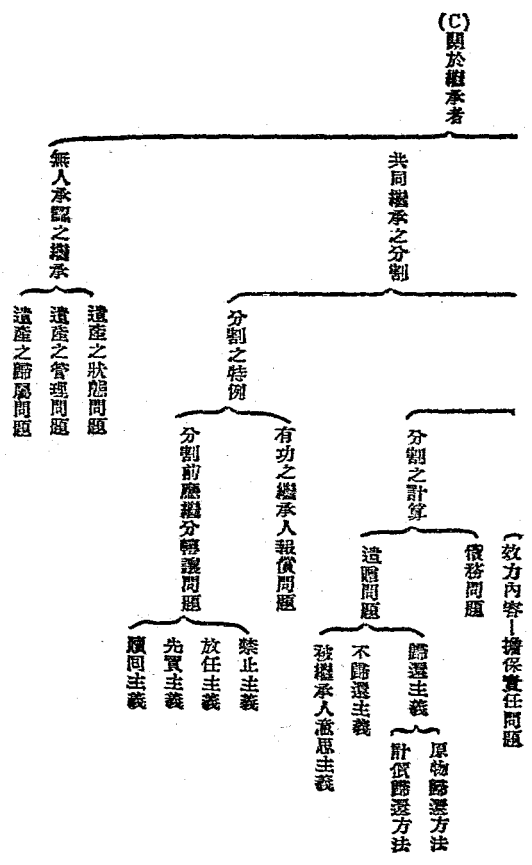 (C)關於繼承者
共同繼承之分割
效力內容—擔保責任問題
分割之計算
債務問題
遺贈問題
歸還主義
原物歸還方法
計價歸還方法
不歸還主義
被繼承人意思主義
分割之特例
有功之繼承人報償問題
分割前應繼分轉讓問題
禁止主義
放任主義
先買主義
贖回主義
無人承認之繼承
遺產之狀態問題
遺產之管理問題
遺產之歸屬問題